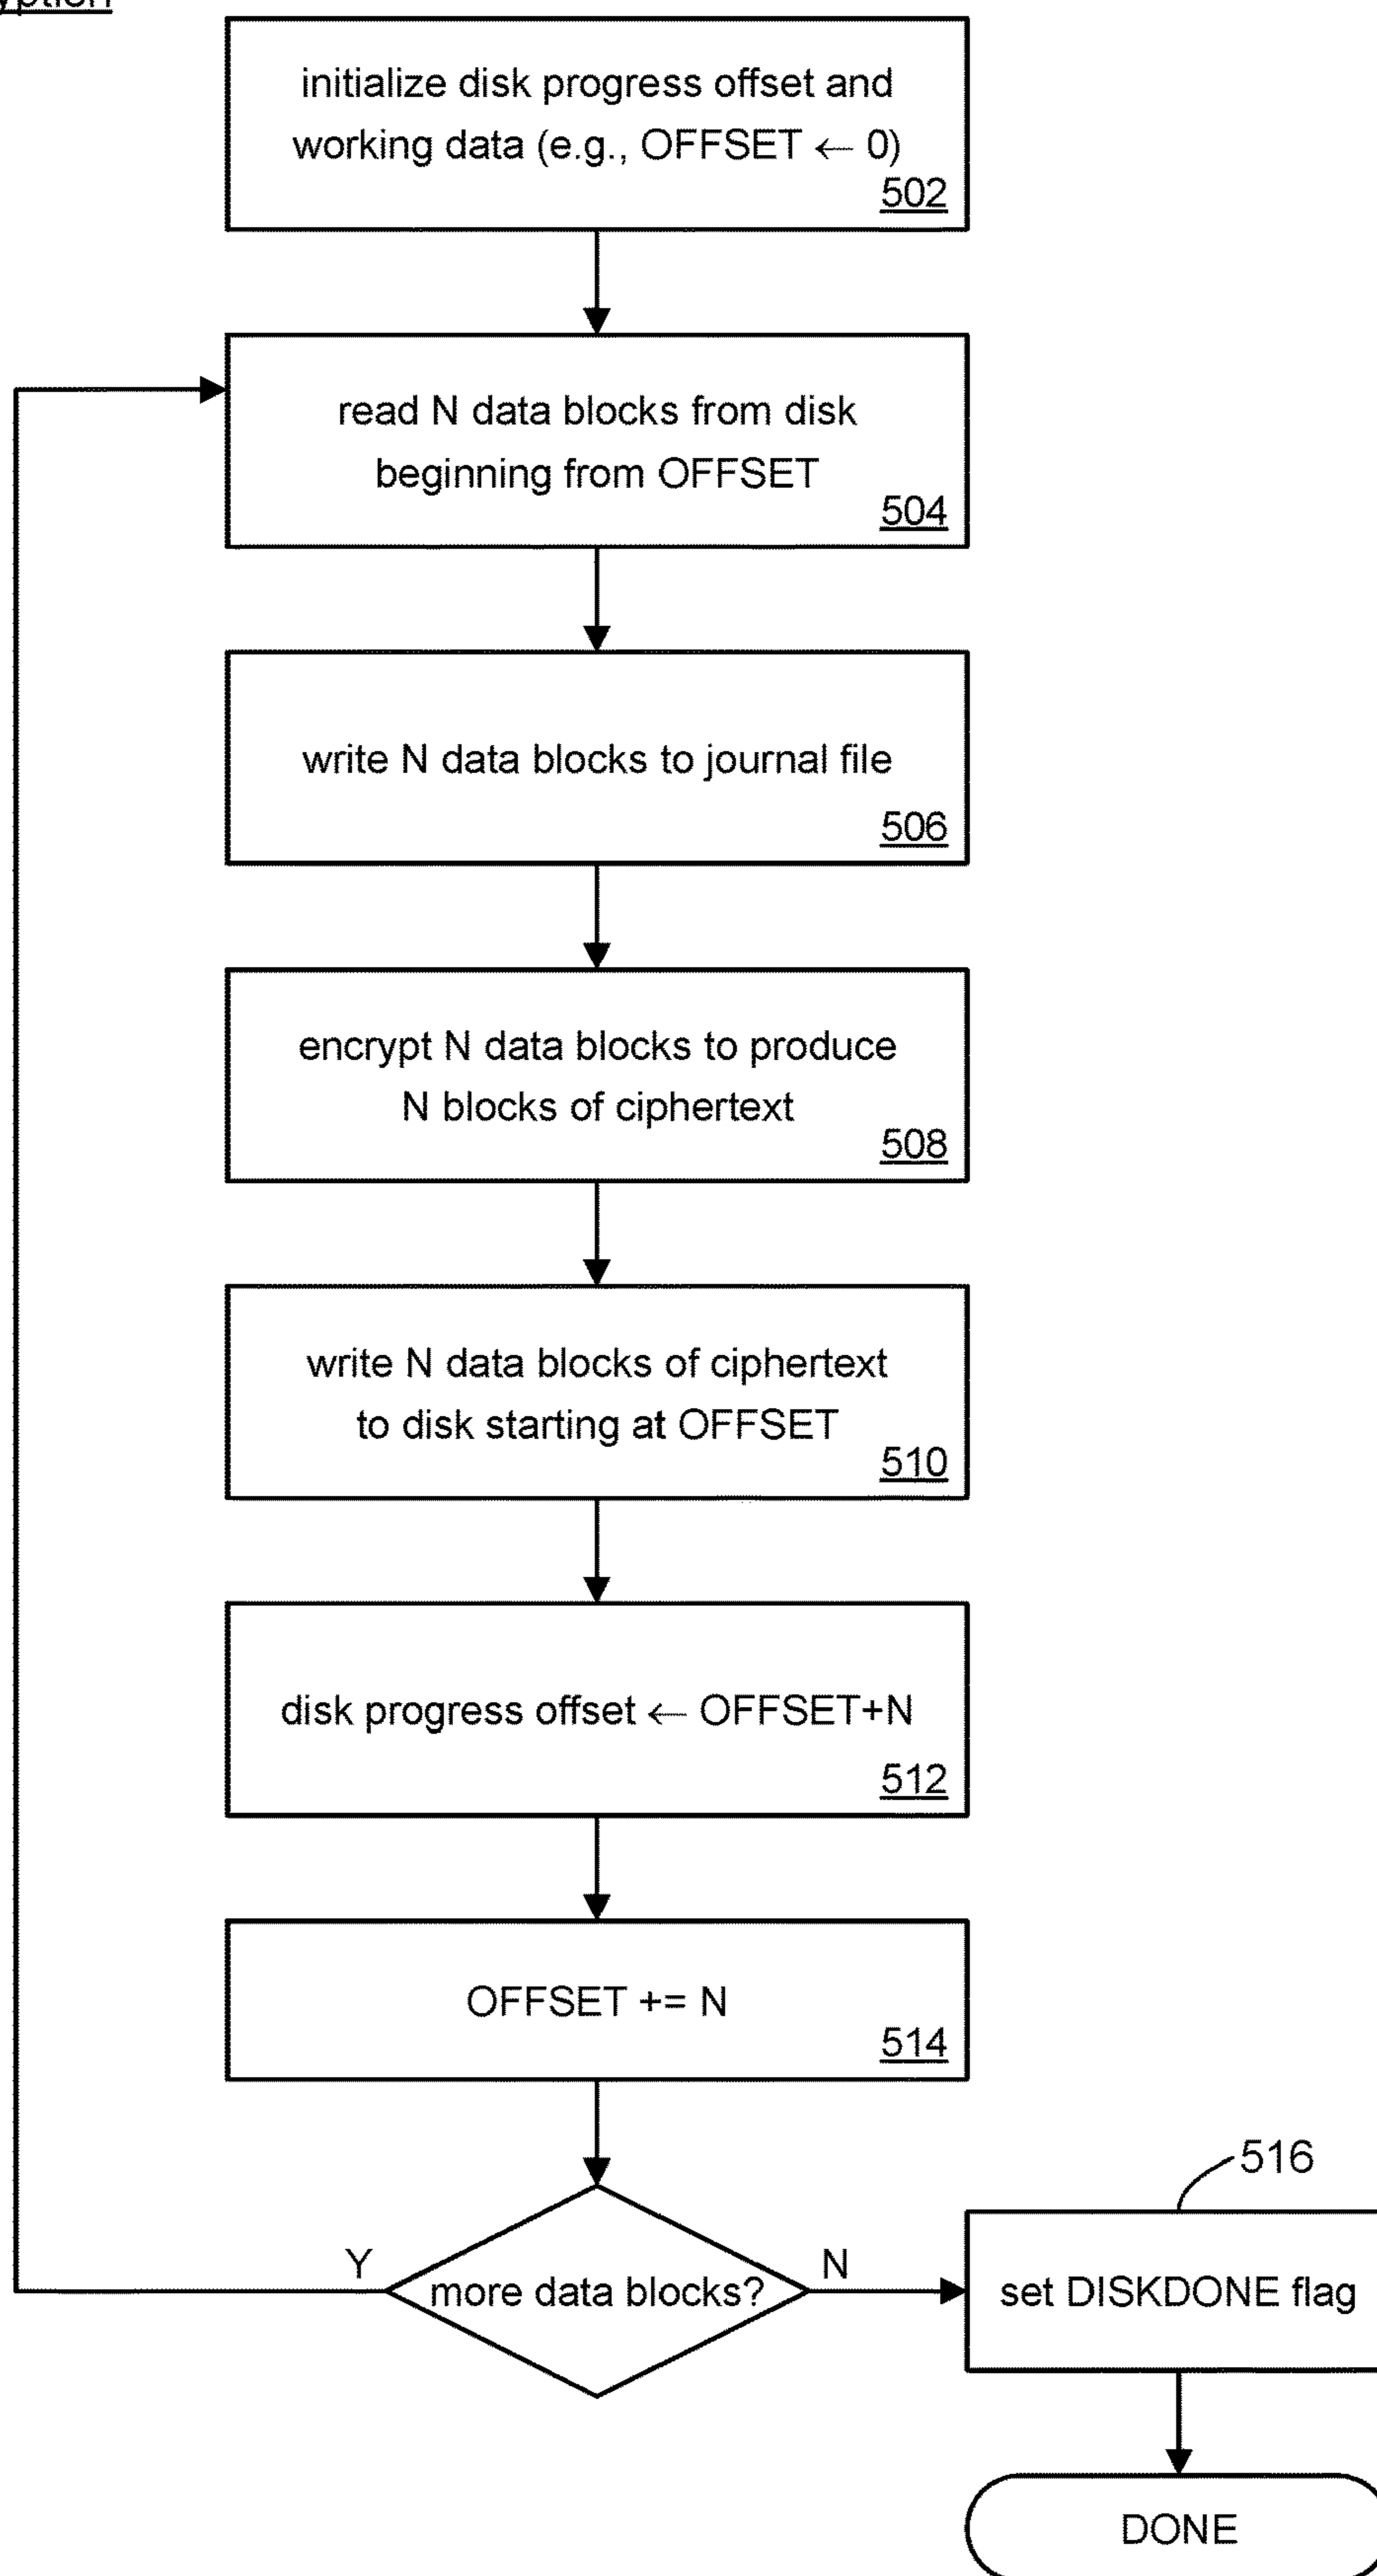 initialize disk progress offset and
working data (e.g., OFFSET ← 0)
502
read N data blocks from disk
beginning from OFFSET
504
write N data blocks to journal file
506
encrypt N data blocks to produce
N blocks of ciphertext
508
write N data blocks of ciphertext
to disk starting at OFFSET
510
disk progress offset ← OFFSET+N
512
OFFSET += N
514
516
Y
more data blocks?
N
set DISKDONE flag
DONE